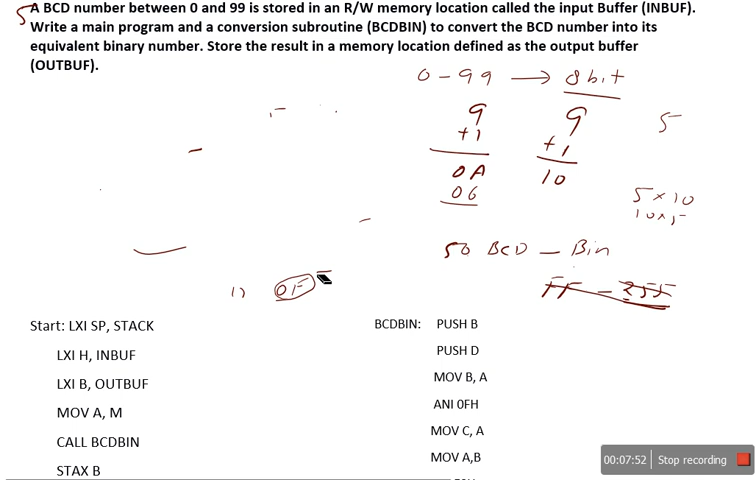 5) A BCD number between 0 and 99 is stored in an R/W memory location called the input Buffer (INBUF).
Write a main program and a conversion subroutine (BCDBIN) to convert the BCD number into its
equivalent binary number. Store the result in a memory location defined as the output buffer
(OUTBUF).
0-99 → 8bit
9 9 5
+1 +1
0A 10
06
5×10
50 BCD — Bin
1) 0F
FF - 255
Start: LXI SP, STACK
LXI H, INBUF
LXI B, OUTBUF
MOV A, M
CALL BCDBIN
STAX B
BCDBIN: PUSH B
PUSH D
MOV B, A
ANI 0FH
MOV C, A
MOV A,B
00:07:52 Stop recording